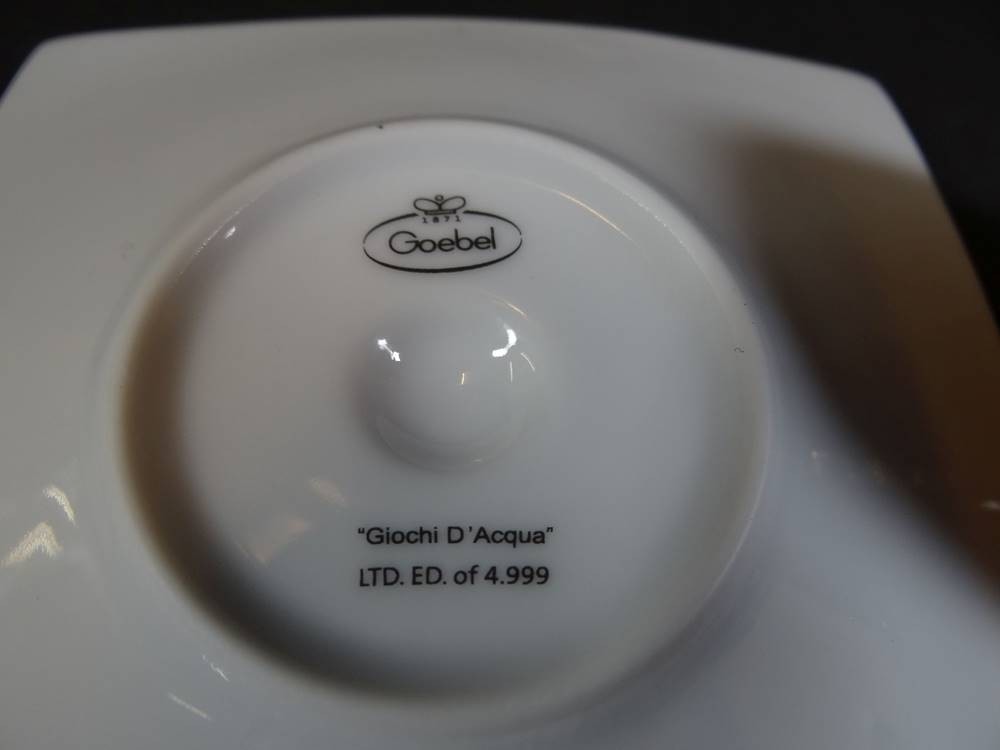 1871
Goebel
“Giochi D'Acqua”
LTD. ED. of 4.999